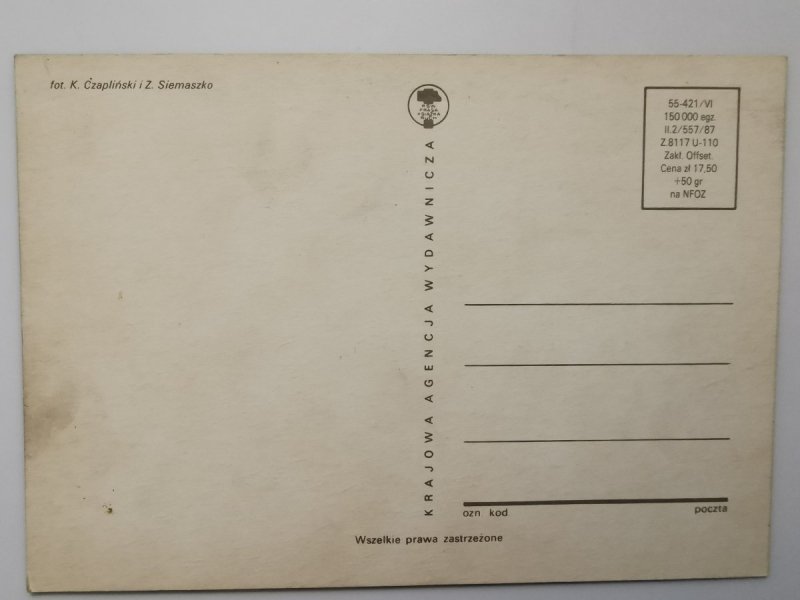 fot. K. Czapliński i Z. Siemaszko
KRAJOWA AGENCJA WYDAWNICZA
55-421/VI
150 000 egz.
II.2/557/87
Z.8117 U-110
Zakł. Offset
Cena zł 17,50
+50 gr
na NFOZ
ozn. kod
poczta
Wszelkie prawa zastrzeżone